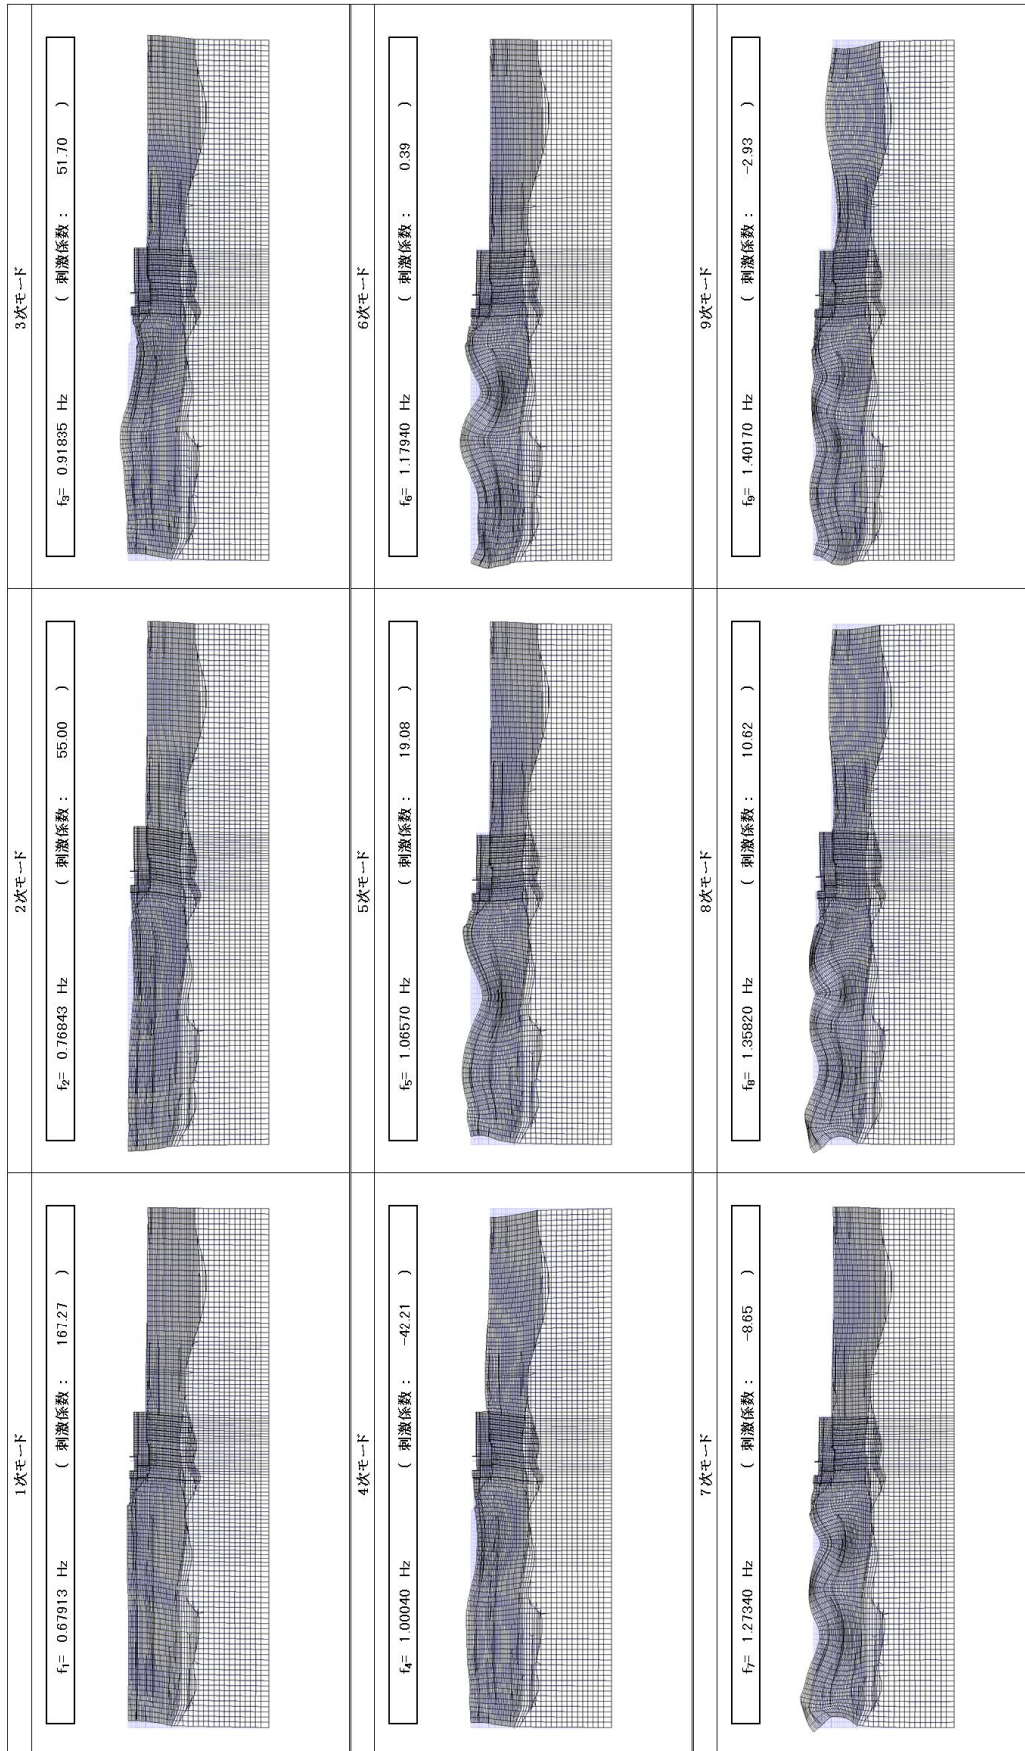 1次モード
f₁= 0.67913 Hz ( 刺激係数 : 167.27 )
2次モード
f₂= 0.76843 Hz ( 刺激係数 : 55.00 )
3次モード
f₃= 0.91835 Hz ( 刺激係数 : 51.70 )
4次モード
f₄= 1.00040 Hz ( 刺激係数 : -42.21 )
5次モード
f₅= 1.06570 Hz ( 刺激係数 : 19.08 )
6次モード
f₆= 1.17940 Hz ( 刺激係数 : 0.39 )
7次モード
f₇= 1.27340 Hz ( 刺激係数 : -8.65 )
8次モード
f₈= 1.35820 Hz ( 刺激係数 : 10.62 )
9次モード
f₉= 1.40170 Hz ( 刺激係数 : -2.93 )